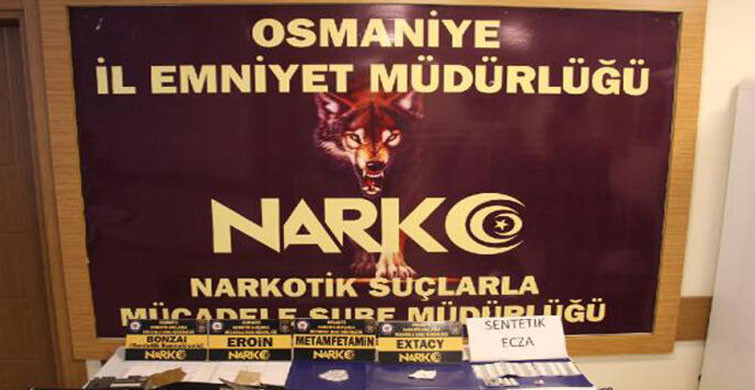 OSMANİYE
İL EMNİYET MÜDÜRLÜĞÜ
NARKO
NARKOTİK SUÇLARLA
MÜCADELE ŞUBE MÜDÜRLÜĞÜ
BONZAI
NARKO
EROİN
NARKO
METAMFETAMİN
NARKO
EXTACY
NARKO
SENTETİK
ECZA